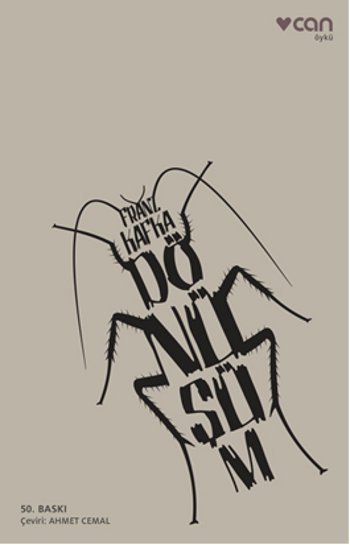 can
öykü
FRANZ
KAFKA
DÖ
NÜ
ŞÜ
M
50. BASKI
Çeviri: AHMET CEMAL